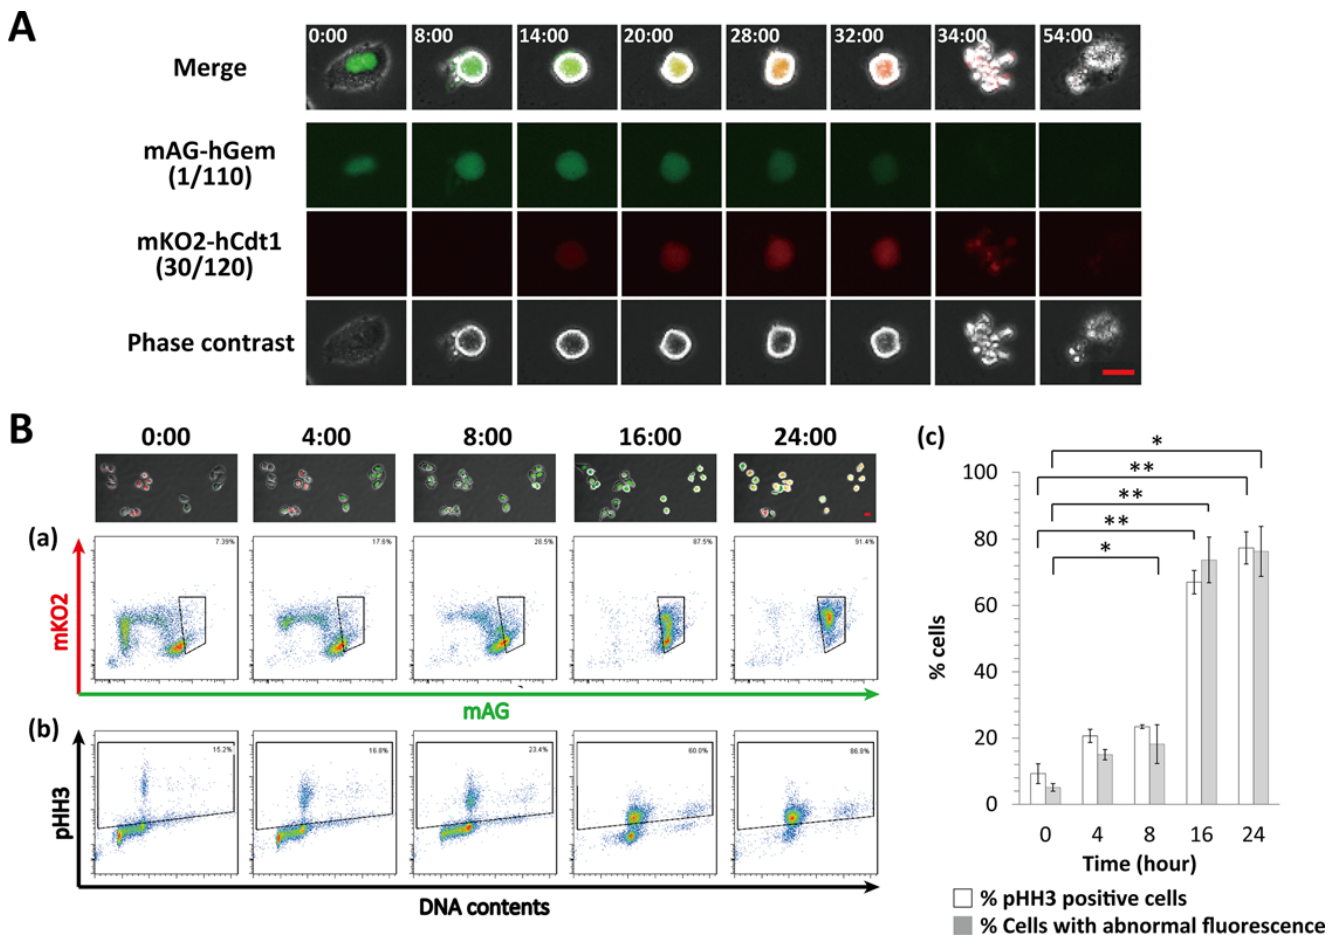 A
0:00 8:00 14:00 20:00 28:00 32:00 34:00 54:00
Merge
mAG-hGem
(1/110)
mKO2-hCdt1
(30/120)
Phase contrast
B
0:00 4:00 8:00 16:00 24:00
(a)
7.39% 17.6% 28.5% 87.5% 91.4%
mKO2
mAG
(b)
15.2% 16.8% 23.4% 60.0% 86.8%
pHH3
DNA contents
(c)
*
**
**
**
*
% cells
100
80
60
40
20
0
0 4 8 16 24
Time (hour)
% pHH3 positive cells
% Cells with abnormal fluorescence